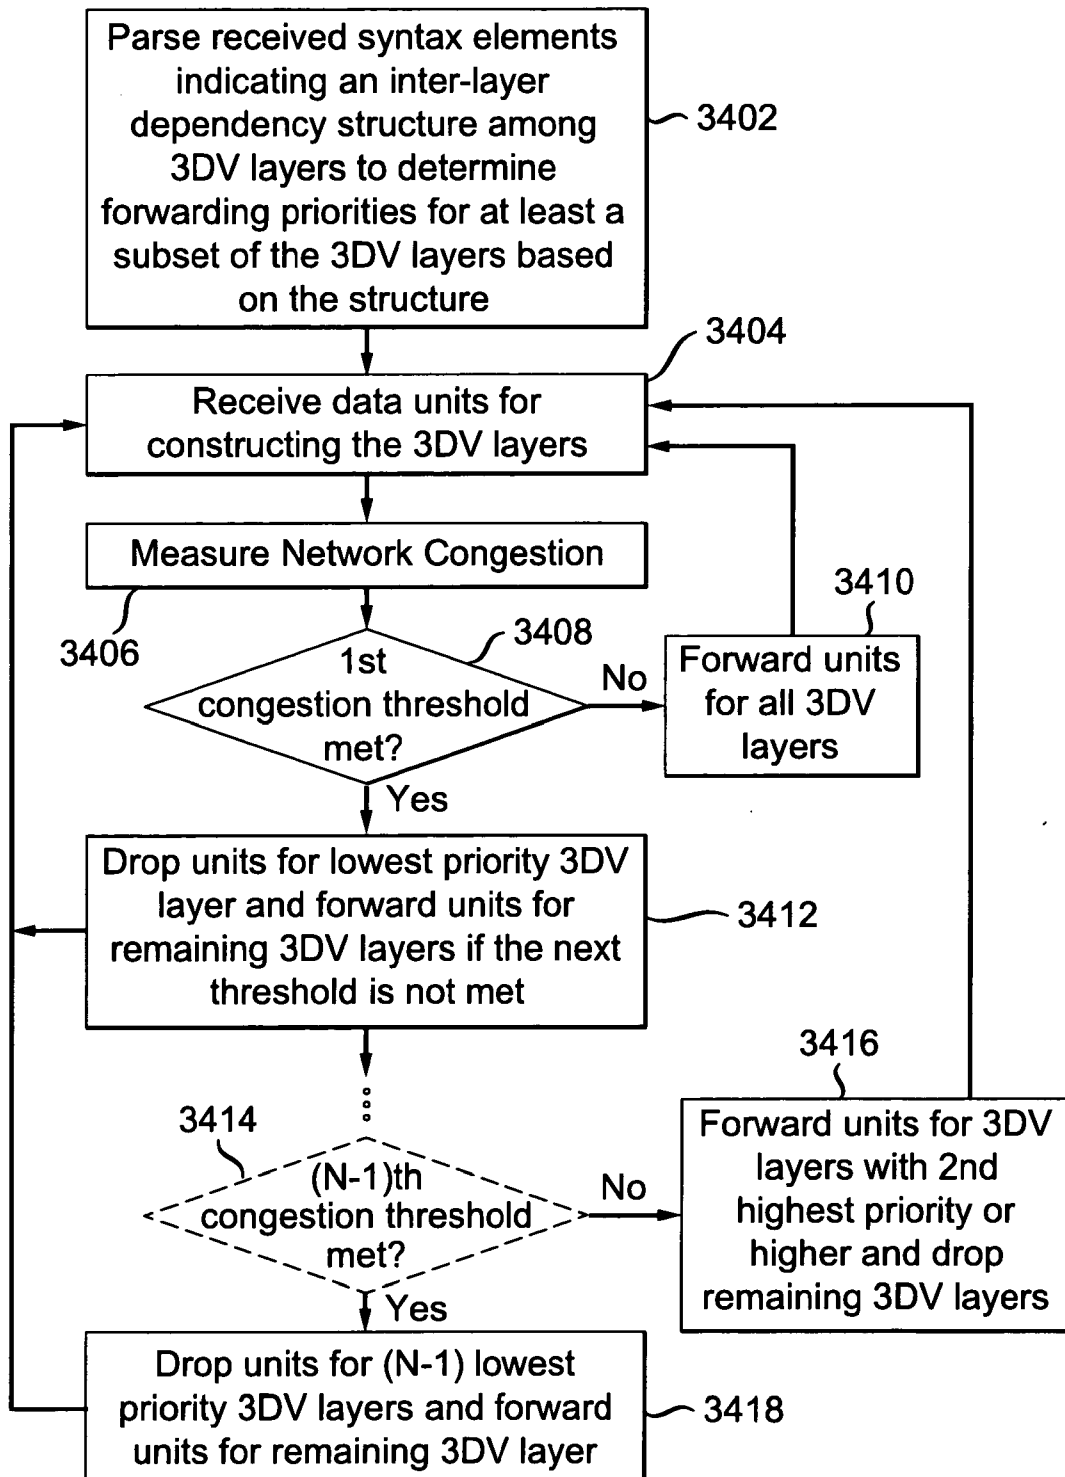 Parse received syntax elements
indicating an inter-layer
dependency structure among
3DV layers to determine
forwarding priorities for at least a
subset of the 3DV layers based
on the structure
3402
3404
Receive data units for
constructing the 3DV layers
Measure Network Congestion
3406
3408
1st
congestion threshold
met?
No
3410
Forward units
for all 3DV
layers
Yes
Drop units for lowest priority 3DV
layer and forward units for
remaining 3DV layers if the next
threshold is not met
3412
3414
(N-1)th
congestion threshold
met?
No
3416
Forward units for 3DV
layers with 2nd
highest priority or
higher and drop
remaining 3DV layers
Yes
Drop units for (N-1) lowest
priority 3DV layers and forward
units for remaining 3DV layer
3418